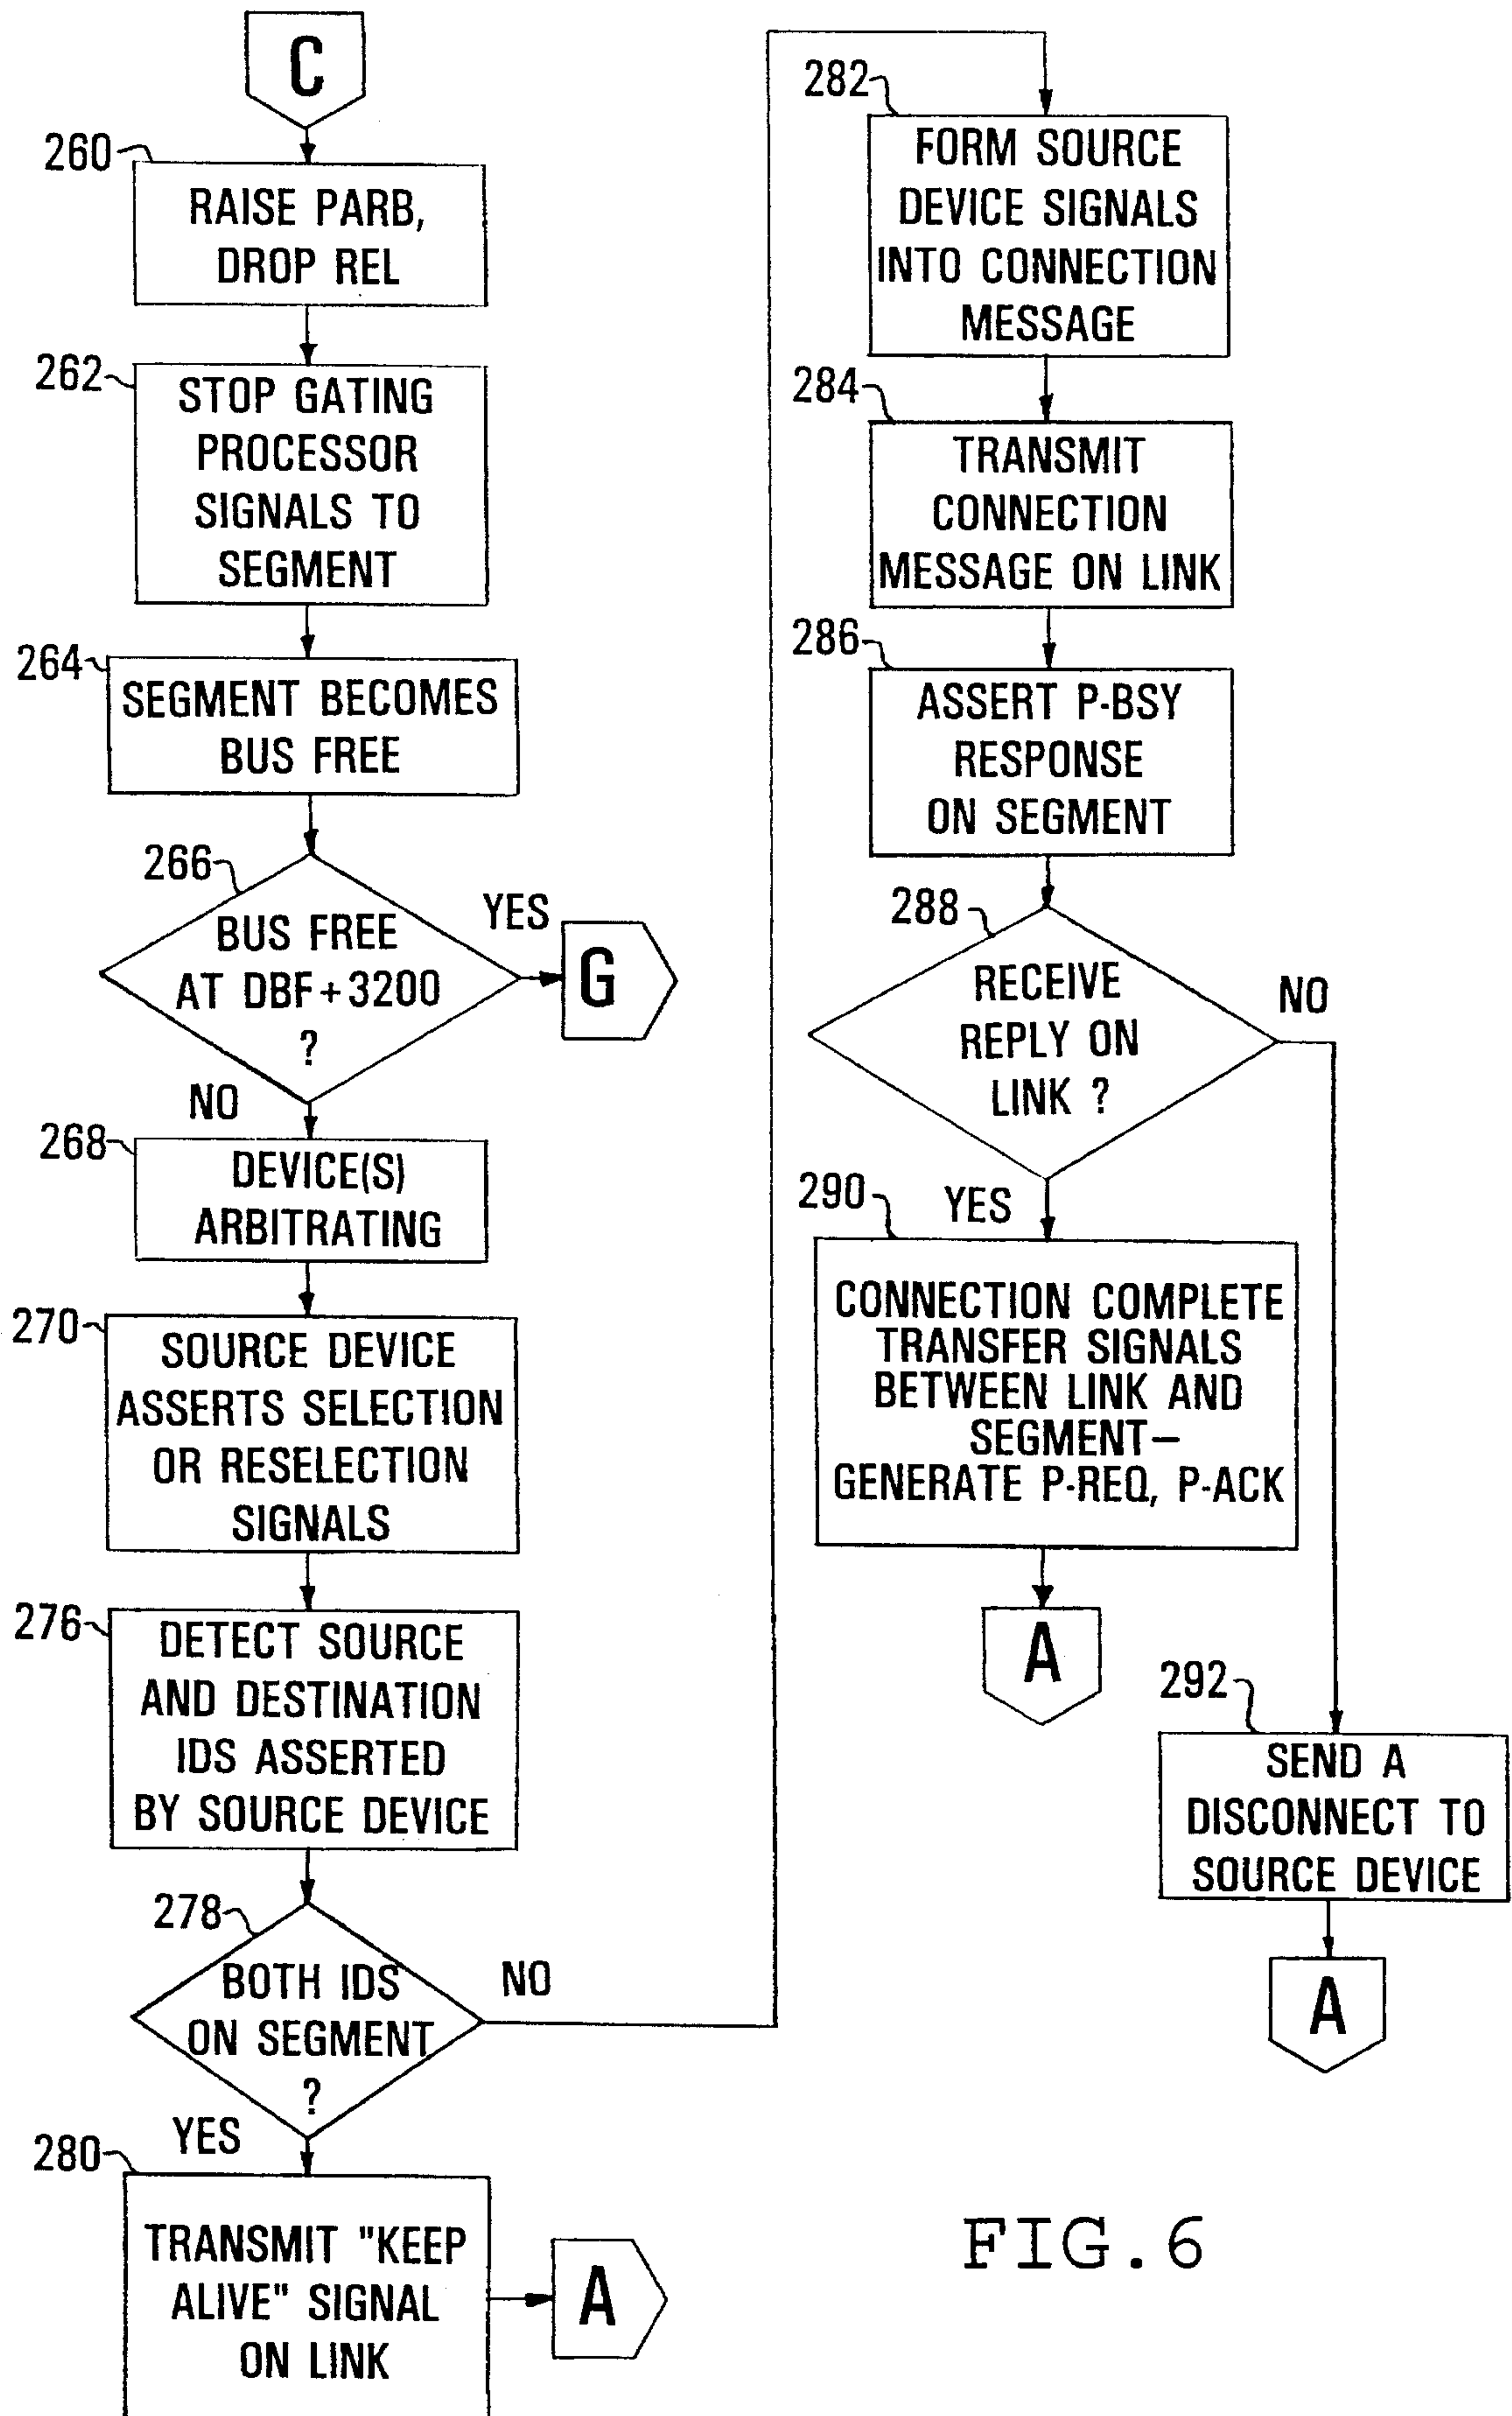 C
260
RAISE PARB,
DROP REL
262
STOP GATING
PROCESSOR
SIGNALS TO
SEGMENT
264
SEGMENT BECOMES
BUS FREE
266
BUS FREE
AT DBF+3200
?
YES
G
NO
268
DEVICE(S)
ARBITRATING
270
SOURCE DEVICE
ASSERTS SELECTION
OR RESELECTION
SIGNALS
276
DETECT SOURCE
AND DESTINATION
IDS ASSERTED
BY SOURCE DEVICE
278
BOTH IDS
ON SEGMENT
?
NO
YES
280
TRANSMIT "KEEP
ALIVE" SIGNAL
ON LINK
A
282
FORM SOURCE
DEVICE SIGNALS
INTO CONNECTION
MESSAGE
284
TRANSMIT
CONNECTION
MESSAGE ON LINK
286
ASSERT P-BSY
RESPONSE
ON SEGMENT
288
RECEIVE
REPLY ON
LINK ?
NO
YES
290
CONNECTION COMPLETE
TRANSFER SIGNALS
BETWEEN LINK AND
SEGMENT—
GENERATE P-REQ, P-ACK
A
292
SEND A
DISCONNECT TO
SOURCE DEVICE
A
FIG.6